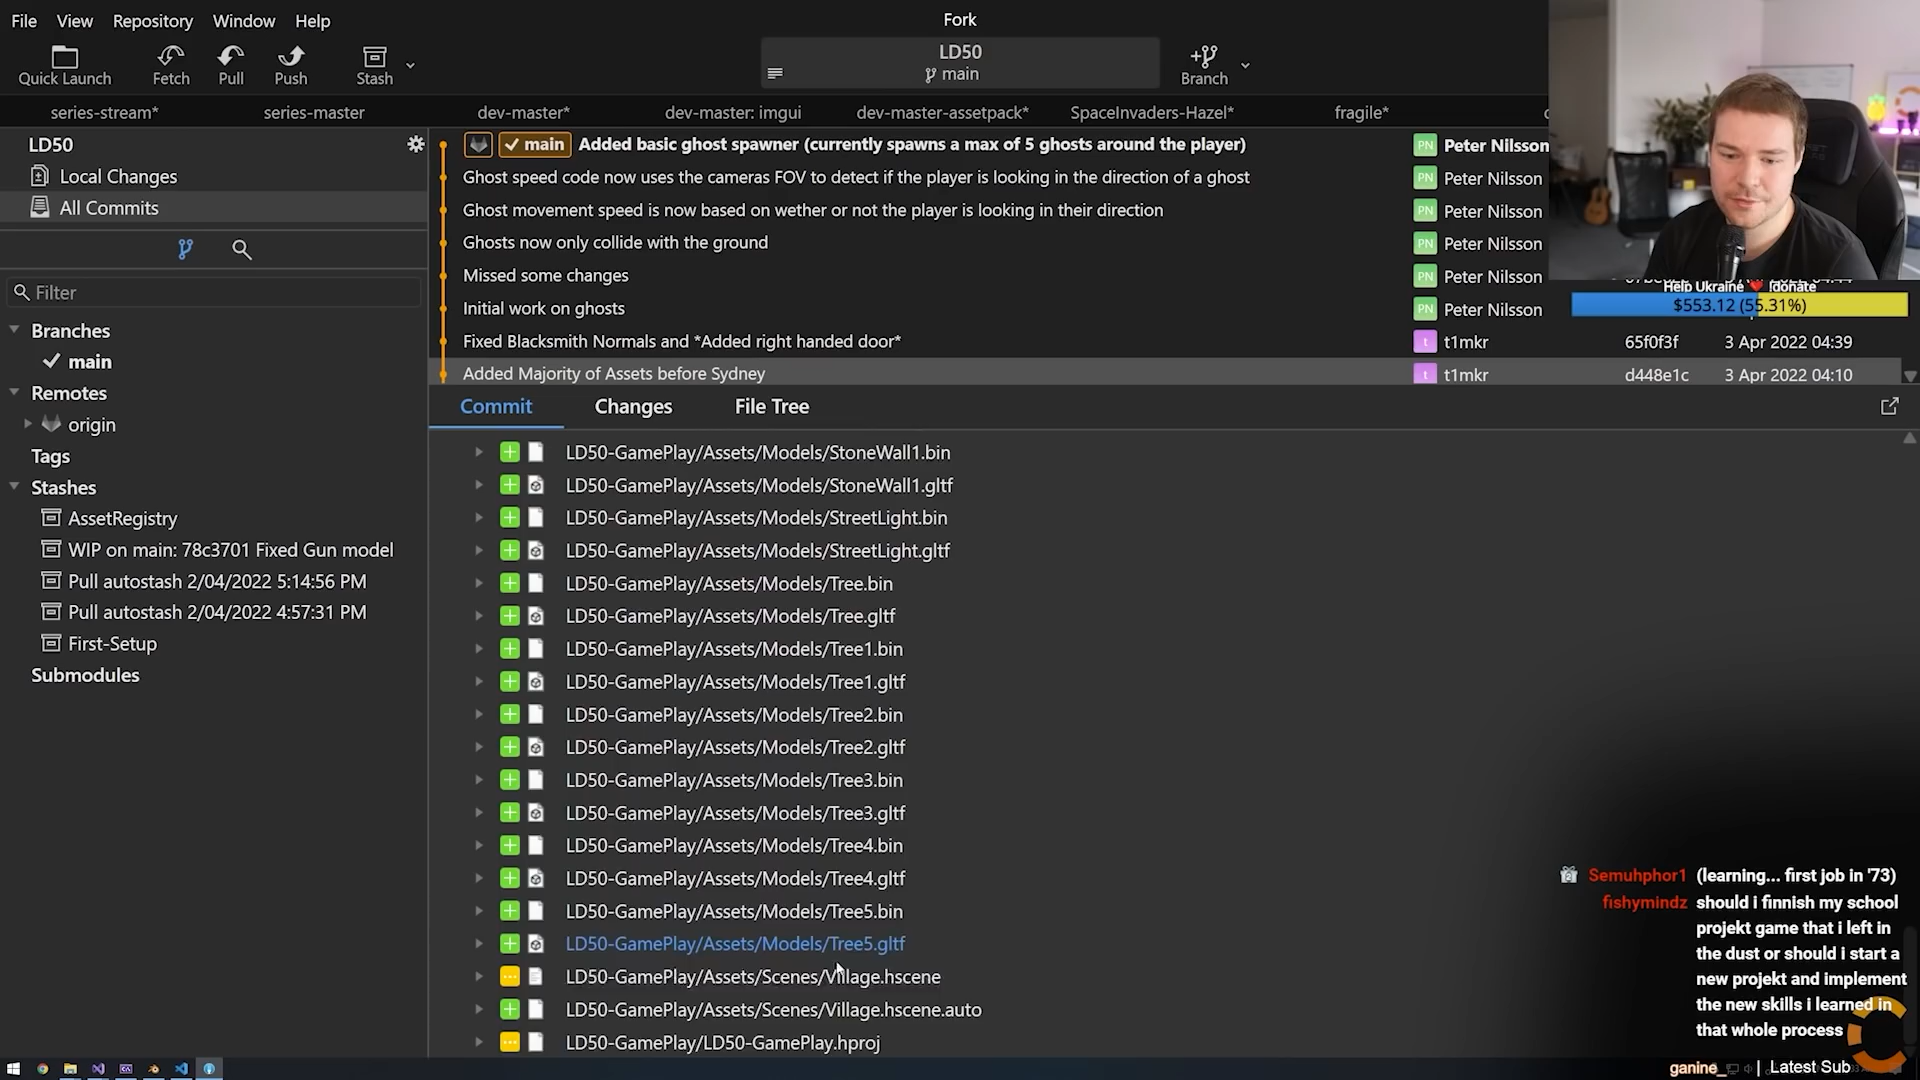 File View Repository Window Help
Fork
Quick Launch
Fetch
Pull
Push
Stash
LD50
main
Branch
series-stream*
series-master
dev-master*
dev-master: imgui
dev-master-assetpack*
SpaceInvaders-Hazel*
fragile*
LD50
Local Changes
All Commits
Filter
Branches
main
Remotes
origin
Tags
Stashes
AssetRegistry
WIP on main: 78c3701 Fixed Gun model
Pull autostash 2/04/2022 5:14:56 PM
Pull autostash 2/04/2022 4:57:31 PM
First-Setup
Submodules
main Added basic ghost spawner (currently spawns a max of 5 ghosts around the player) PN Peter Nilsson
Ghost speed code now uses the cameras FOV to detect if the player is looking in the direction of a ghost PN Peter Nilsson
Ghost movement speed is now based on wether or not the player is looking in their direction PN Peter Nilsson
Ghosts now only collide with the ground PN Peter Nilsson
Missed some changes PN Peter Nilsson
Initial work on ghosts PN Peter Nilsson
Fixed Blacksmith Normals and *Added right handed door* t t1mkr 65f0f3f 3 Apr 2022 04:39
Added Majority of Assets before Sydney t t1mkr d448e1c 3 Apr 2022 04:10
Help Ukraine !donate
$553.12 (55.31%)
Commit
Changes
File Tree
LD50-GamePlay/Assets/Models/StoneWall1.bin
LD50-GamePlay/Assets/Models/StoneWall1.gltf
LD50-GamePlay/Assets/Models/StreetLight.bin
LD50-GamePlay/Assets/Models/StreetLight.gltf
LD50-GamePlay/Assets/Models/Tree.bin
LD50-GamePlay/Assets/Models/Tree.gltf
LD50-GamePlay/Assets/Models/Tree1.bin
LD50-GamePlay/Assets/Models/Tree1.gltf
LD50-GamePlay/Assets/Models/Tree2.bin
LD50-GamePlay/Assets/Models/Tree2.gltf
LD50-GamePlay/Assets/Models/Tree3.bin
LD50-GamePlay/Assets/Models/Tree3.gltf
LD50-GamePlay/Assets/Models/Tree4.bin
LD50-GamePlay/Assets/Models/Tree4.gltf
LD50-GamePlay/Assets/Models/Tree5.bin
LD50-GamePlay/Assets/Models/Tree5.gltf
LD50-GamePlay/Assets/Scenes/Village.hscene
LD50-GamePlay/Assets/Scenes/Village.hscene.auto
LD50-GamePlay/LD50-GamePlay.hproj
Semuhphor1 (learning... first job in '73)
fishymindz should i finnish my school
projekt game that i left in
the dust or should i start a
new projekt and implement
the new skills i learned in
that whole process
ganine_ | Latest Sub